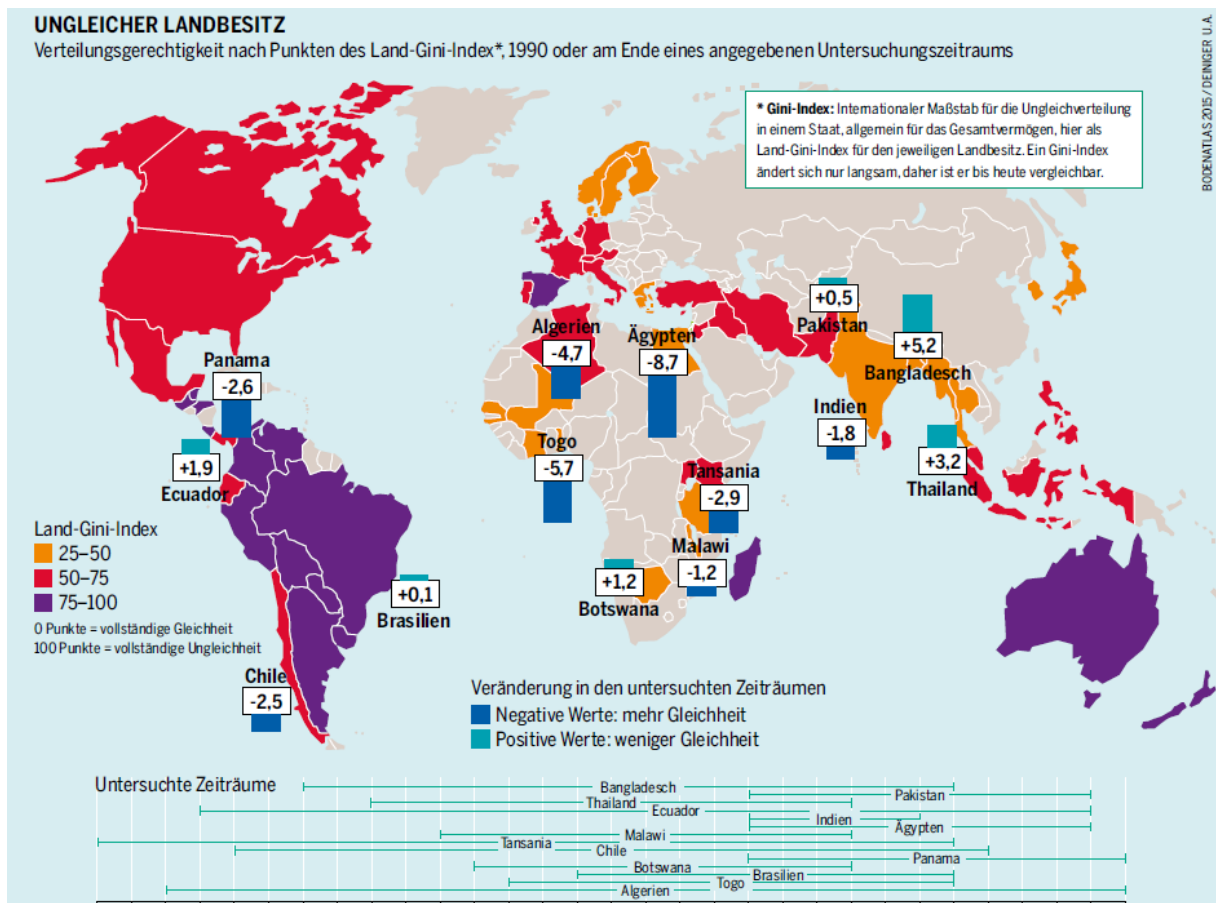 UNGLEICHER LANDBESITZ
Verteilungsgerechtigkeit nach Punkten des Land-Gini-Index*, 1990 oder am Ende eines angegebenen Untersuchungszeitraums
BODENATLAS 2015 / DEINIGER U.A.
* Gini-Index: Internationaler Maßstab für die Ungleichverteilung
in einem Staat, allgemein für das Gesamtvermögen, hier als
Land-Gini-Index für den jeweiligen Landbesitz. Ein Gini-Index
ändert sich nur langsam, daher ist er bis heute vergleichbar.
+0,5
Pakistan
Algerien
-4,7
Ägypten
-8,7
+5,2
Bangladesch
Panama
-2,6
Indien
-1,8
Togo
-5,7
+1,9
Ecuador
+3,2
Thailand
Tansania
-2,9
Malawi
-1,2
+1,2
Botswana
+0,1
Brasilien
Chile
-2,5
Land-Gini-Index
25–50
50–75
75–100
0 Punkte = vollständige Gleichheit
100 Punkte = vollständige Ungleichheit
Veränderung in den untersuchten Zeiträumen
Negative Werte: mehr Gleichheit
Positive Werte: weniger Gleichheit
Untersuchte Zeiträume
Bangladesch
Pakistan
Thailand
Ecuador
Indien
Ägypten
Malawi
Tansania
Chile
Panama
Botswana
Brasilien
Togo
Algerien